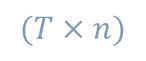 (T × n)